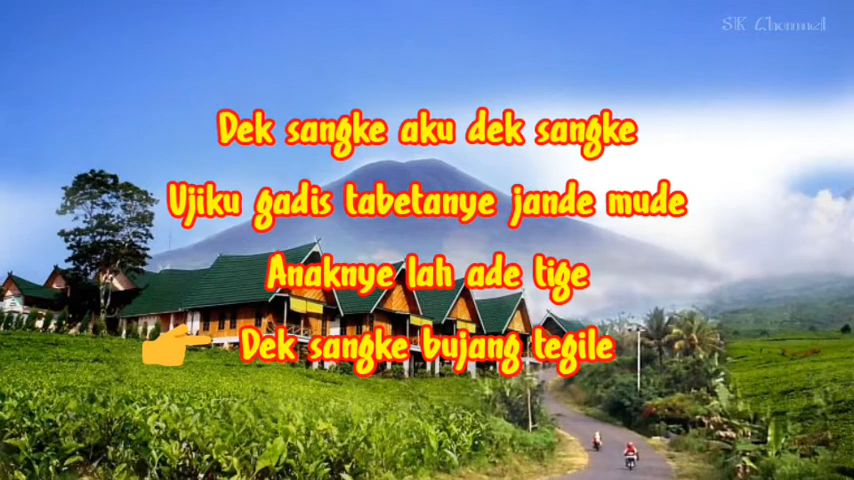 SK Channel
Dek sangke aku dek sangke
Ujiku gadis tabetanye jande mude
Anaknye lah ade tige
Dek sangke bujang tegile